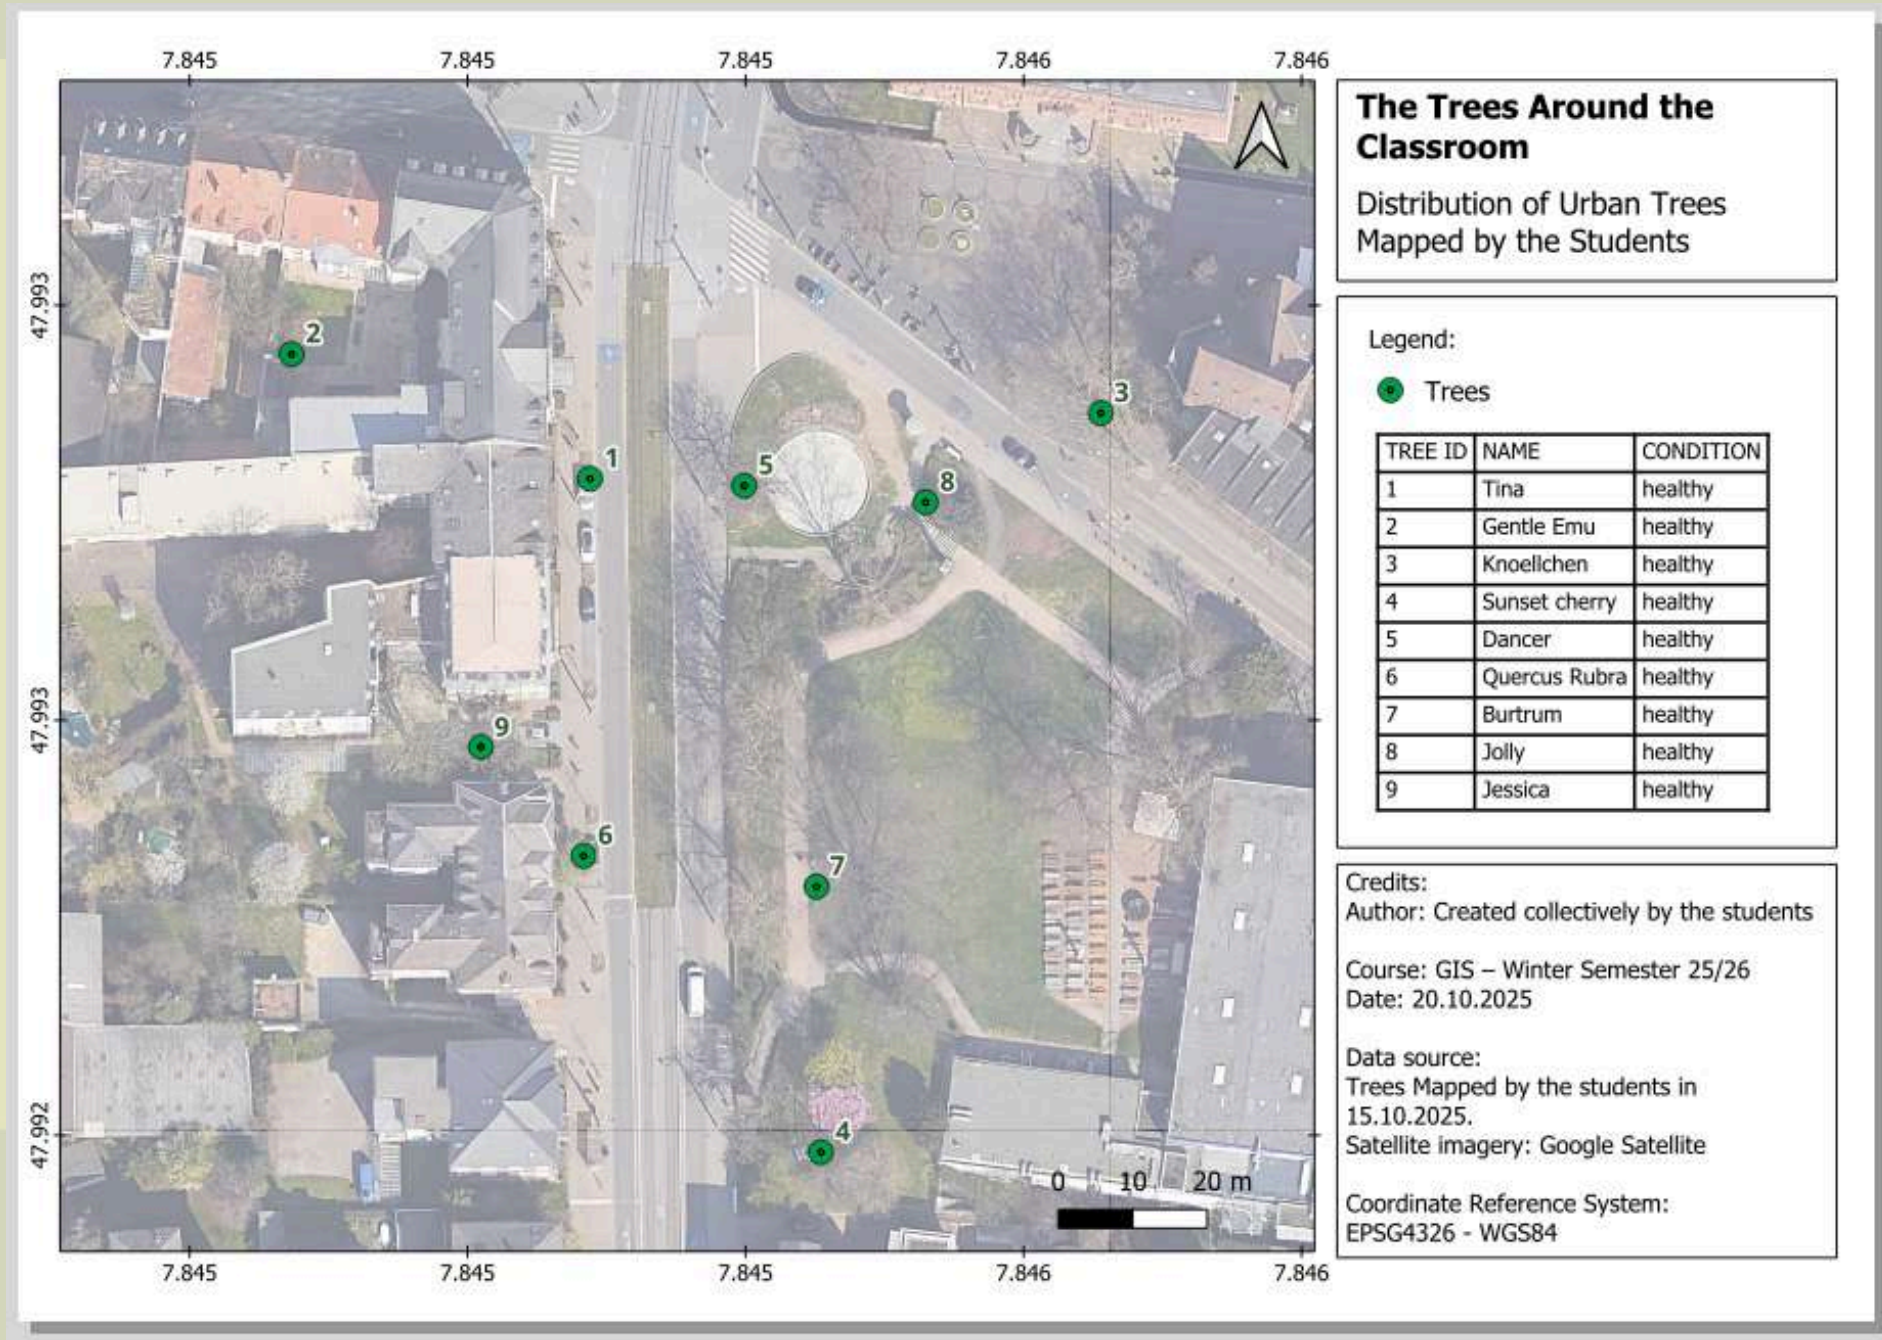 7.845 7.845 7.845 7.846 7.846
The Trees Around the
Classroom
Distribution of Urban Trees
Mapped by the Students
47.993
47.993
47.992
2
3
1
5
8
9
6
7
4
0 10 20 m
7.845 7.845 7.845 7.846 7.846
Legend:
Trees
TREE ID NAME CONDITION
1 Tina healthy
2 Gentle Emu healthy
3 Knoellchen healthy
4 Sunset cherry healthy
5 Dancer healthy
6 Quercus Rubra healthy
7 Burtrum healthy
8 Jolly healthy
9 Jessica healthy
Credits:
Author: Created collectively by the students
Course: GIS – Winter Semester 25/26
Date: 20.10.2025
Data source:
Trees Mapped by the students in
15.10.2025.
Satellite imagery: Google Satellite
Coordinate Reference System:
EPSG4326 - WGS84